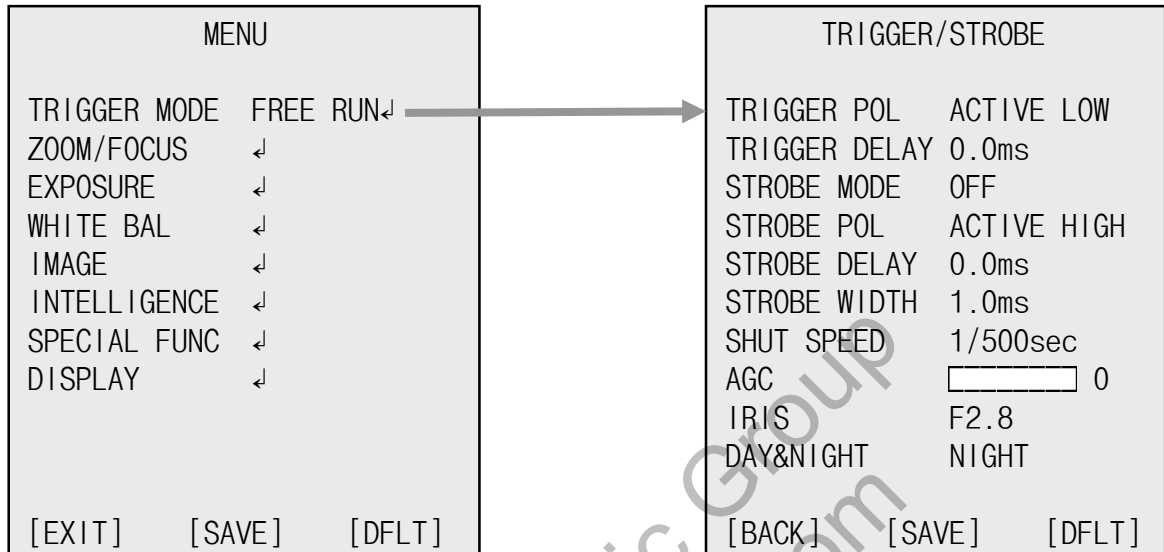 MENU
TRIGGER MODE FREE RUN↲
ZOOM/FOCUS ↲
EXPOSURE ↲
WHITE BAL ↲
IMAGE ↲
INTELLIGENCE ↲
SPECIAL FUNC ↲
DISPLAY ↲
[EXIT] [SAVE] [DFLT]
TRIGGER/STROBE
TRIGGER POL ACTIVE LOW
TRIGGER DELAY 0.0ms
STROBE MODE OFF
STROBE POL ACTIVE HIGH
STROBE DELAY 0.0ms
STROBE WIDTH 1.0ms
SHUT SPEED 1/500sec
AGC 0
IRIS F2.8
DAY&NIGHT NIGHT
[BACK] [SAVE] [DFLT]
Group